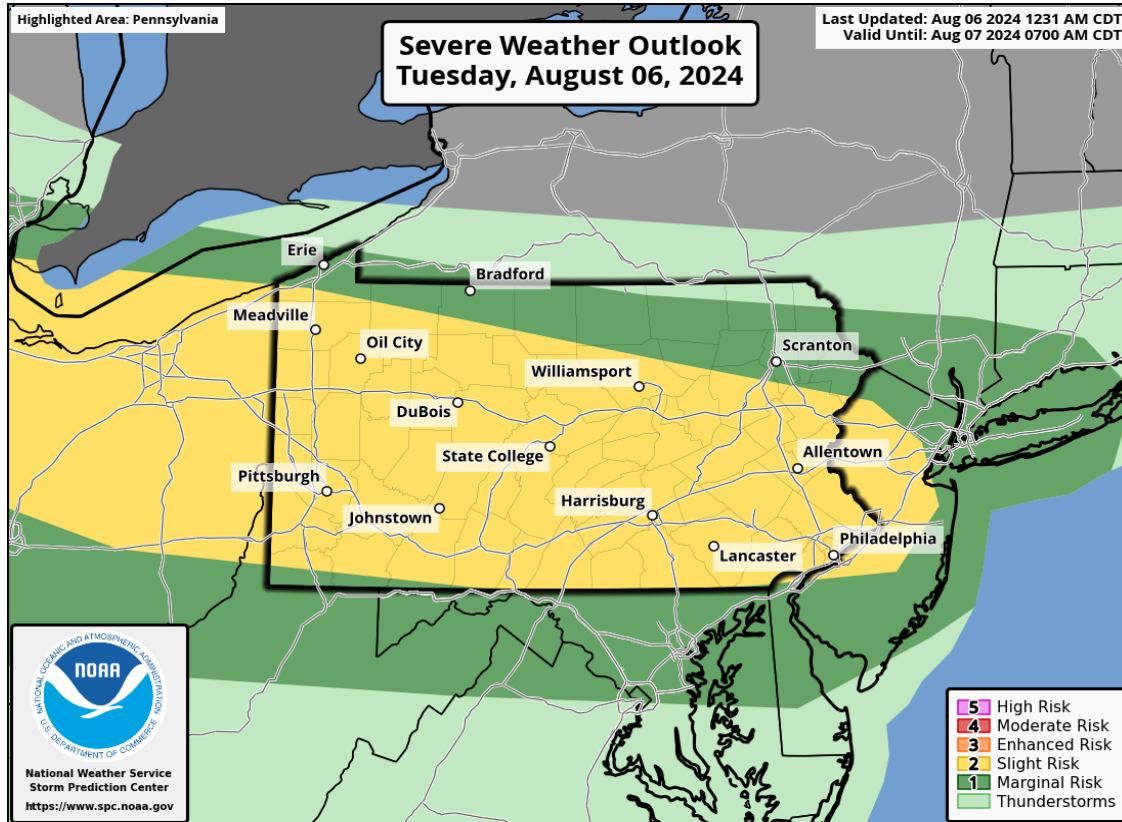 Highlighted Area: Pennsylvania
Severe Weather Outlook
Tuesday, August 06, 2024
Last Updated: Aug 06 2024 1231 AM CDT
Valid Until: Aug 07 2024 0700 AM CDT
Erie
Bradford
Meadville
Oil City
Scranton
Williamsport
DuBois
State College
Allentown
Pittsburgh
Harrisburg
Johnstown
Philadelphia
Lancaster
NATIONAL OCEANIC AND ATMOSPHERIC ADMINISTRATION
NOAA
U.S. DEPARTMENT OF COMMERCE
National Weather Service
Storm Prediction Center
https://www.spc.noaa.gov
5 High Risk
4 Moderate Risk
3 Enhanced Risk
2 Slight Risk
1 Marginal Risk
Thunderstorms